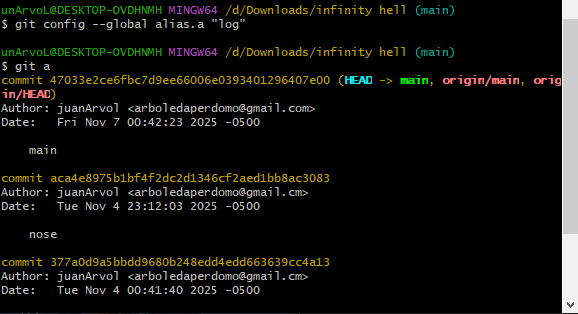 unArvoL@DESKTOP-OVDHNMH MINGW64 /d/Downloads/infinity hell (main)
$ git config --global alias.a "log"
unArvoL@DESKTOP-OVDHNMH MINGW64 /d/Downloads/infinity hell (main)
$ git a
commit 47033e2ce6fbc7d9ee66006e0393401296407e00 (HEAD -> main, origin/main, orig
in/HEAD)
Author: juanArvol <arboledaperdomo@gmail.com>
Date:   Fri Nov 7 00:42:23 2025 -0500
main
commit aca4e8975b1bf4f2dc2d1346cf2aed1bb8ac3083
Author: juanArvol <arboledaperdomo@gmail.cm>
Date:   Tue Nov 4 23:12:03 2025 -0500
nose
commit 377a0d9a5bbdd9680b248edd4edd663639cc4a13
Author: juanArvol <arboledaperdomo@gmail.cm>
Date:   Tue Nov 4 00:41:40 2025 -0500